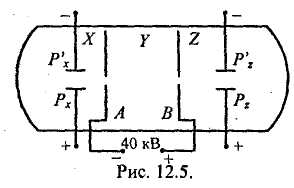 − −
X Y Z
P'x P'z
Px A B Pz
+ 40 кВ +
− +
Рис. 12.5.